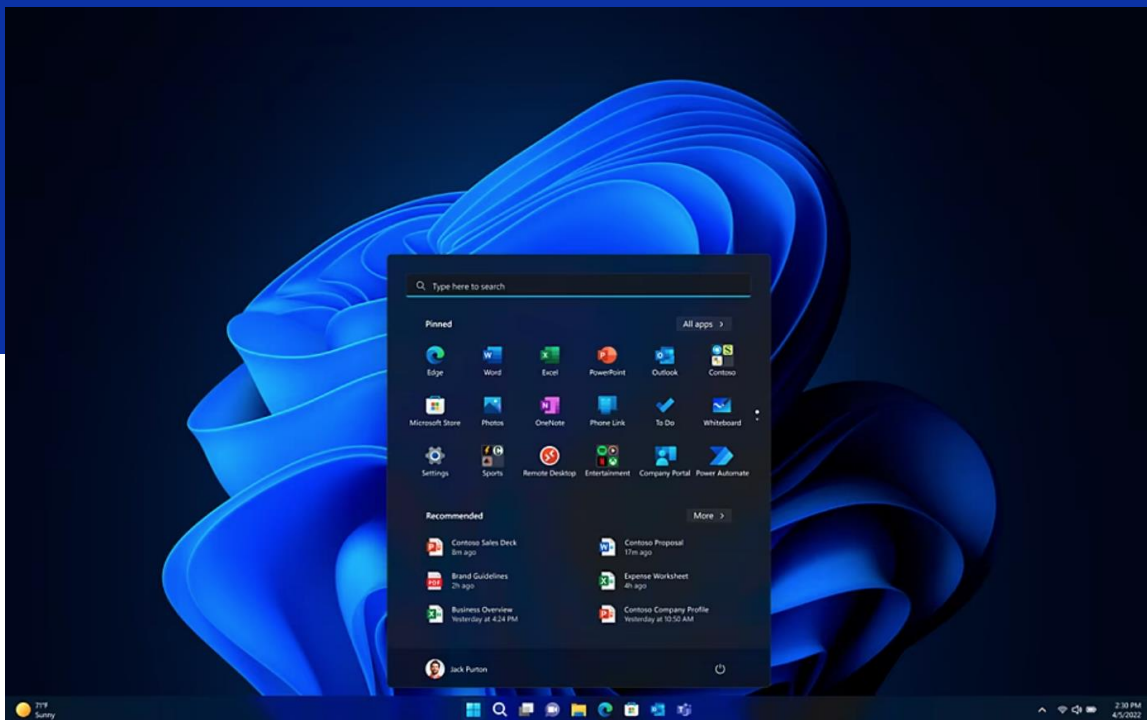 Type here to search
Pinned
All apps >
Edge
Word
Excel
PowerPoint
Outlook
Contoso
Microsoft Store
Photos
OneNote
Phone Link
To Do
Whiteboard
Settings
Sports
Remote Desktop
Entertainment
Company Portal
Power Automate
Recommended
More >
Contoso Sales Deck
8m ago
Contoso Proposal
17m ago
Brand Guidelines
2h ago
Expense Worksheet
4h ago
Business Overview
Yesterday at 4:24 PM
Contoso Company Profile
Yesterday at 10:50 AM
Jack Purton
71°F
Sunny
2:30 PM
4/5/2022